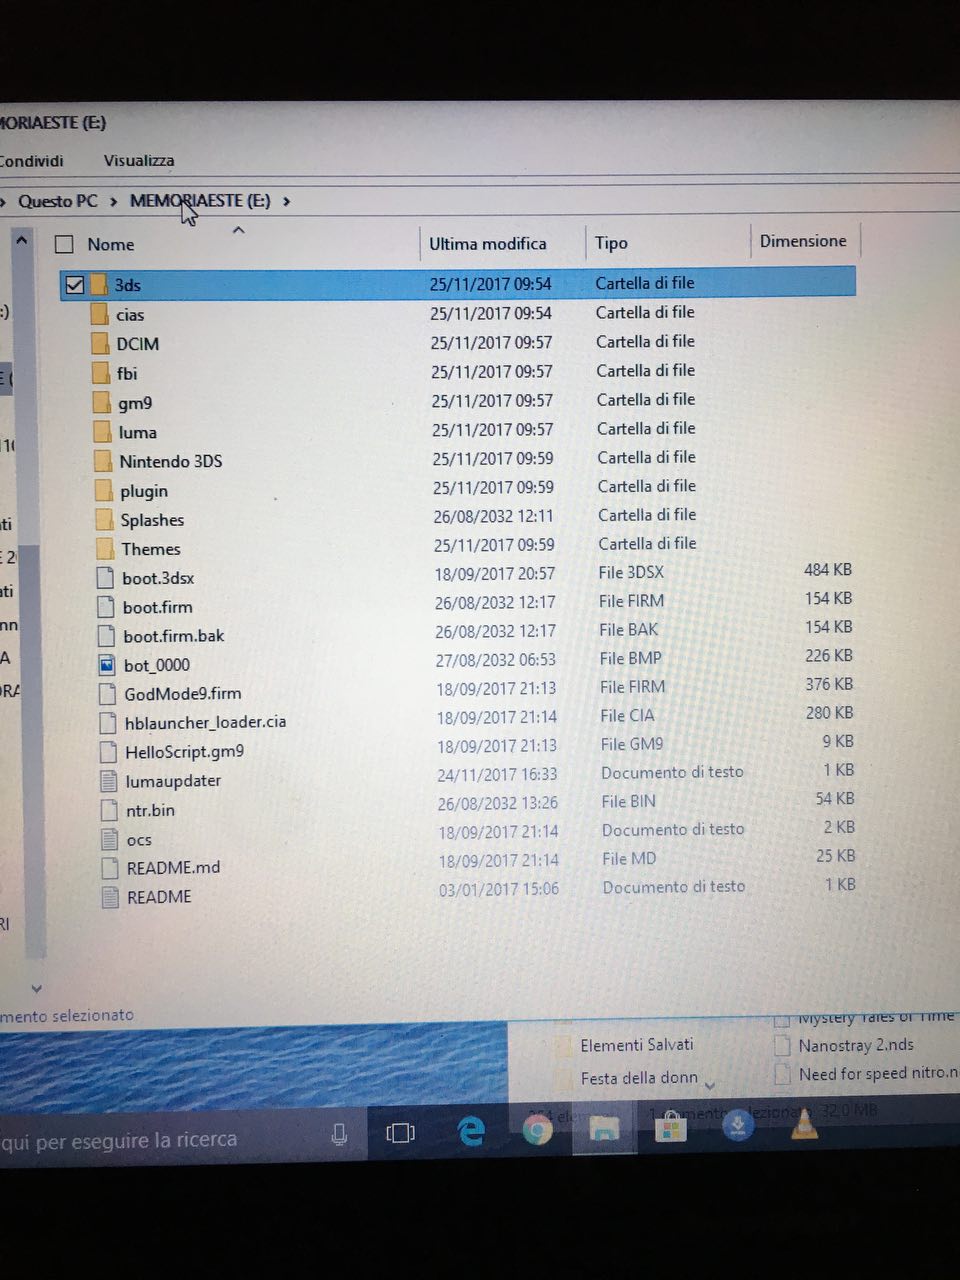 MORIAESTE (E:)
Condividi Visualizza
Questo PC > MEMORIAESTE (E:) >
Nome Ultima modifica Tipo Dimensione
3ds 25/11/2017 09:54 Cartella di file
cias 25/11/2017 09:54 Cartella di file
DCIM 25/11/2017 09:57 Cartella di file
fbi 25/11/2017 09:57 Cartella di file
gm9 25/11/2017 09:57 Cartella di file
luma 25/11/2017 09:57 Cartella di file
Nintendo 3DS 25/11/2017 09:59 Cartella di file
plugin 25/11/2017 09:59 Cartella di file
Splashes 26/08/2032 12:11 Cartella di file
Themes 25/11/2017 09:59 Cartella di file
boot.3dsx 18/09/2017 20:57 File 3DSX 484 KB
boot.firm 26/08/2032 12:17 File FIRM 154 KB
boot.firm.bak 26/08/2032 12:17 File BAK 154 KB
bot_0000 27/08/2032 06:53 File BMP 226 KB
GodMode9.firm 18/09/2017 21:13 File FIRM 376 KB
hblauncher_loader.cia 18/09/2017 21:14 File CIA 280 KB
HelloScript.gm9 18/09/2017 21:13 File GM9 9 KB
lumaupdater 24/11/2017 16:33 Documento di testo 1 KB
ntr.bin 26/08/2032 13:26 File BIN 54 KB
ocs 18/09/2017 21:14 Documento di testo 2 KB
README.md 18/09/2017 21:14 File MD 25 KB
README 03/01/2017 15:06 Documento di testo 1 KB
mento selezionato
Mystery Tales of Time
Elementi Salvati Nanostray 2.nds
Festa della donn Need for speed nitro.n
32,0 MB
qui per eseguire la ricerca